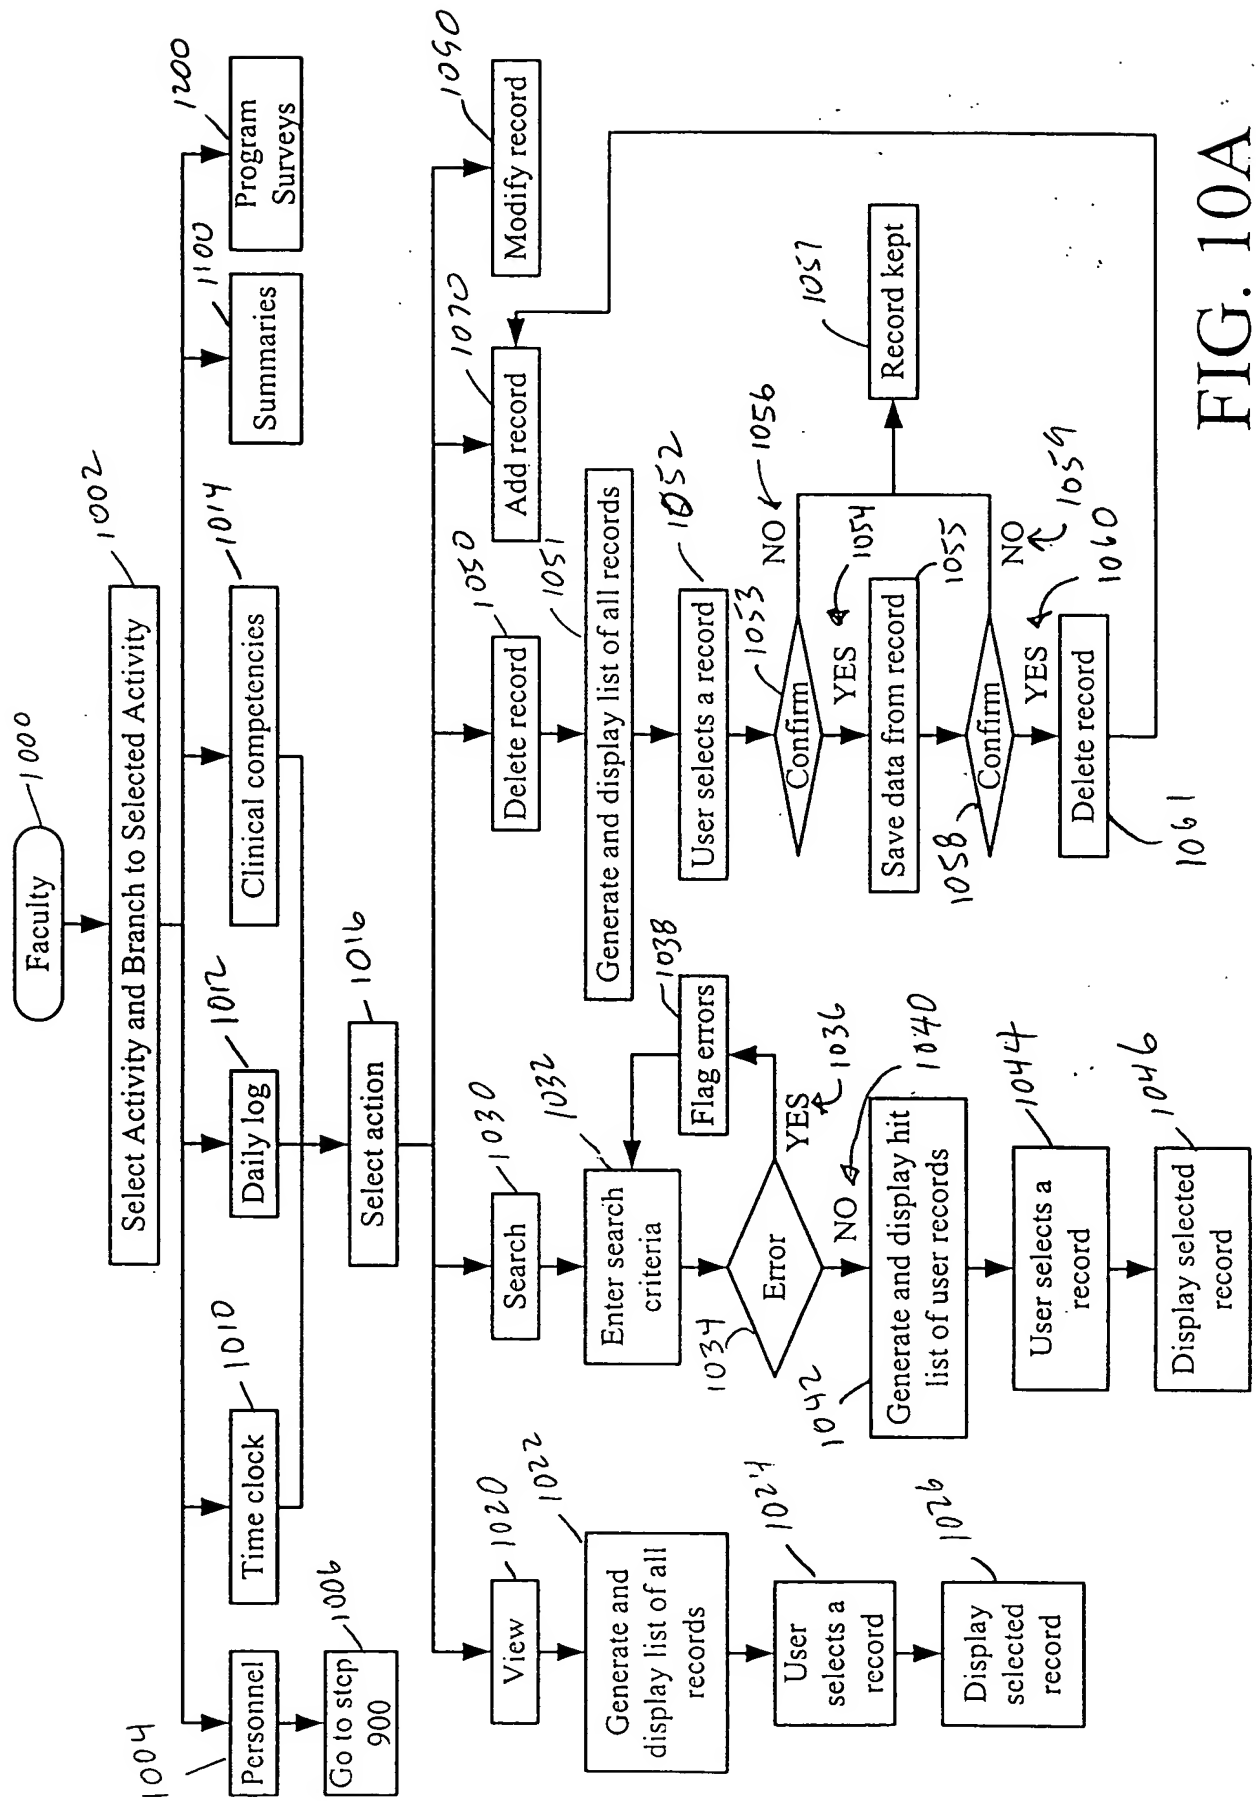 Faculty
1000
Select Activity and Branch to Selected Activity
1002
1004
Personnel
Go to step
900
1006
Time clock
1010
Daily log
1012
Clinical competencies
1014
Summaries
1100
Program
Surveys
1200
Select action
1016
View
1020
Generate and
display list of all
records
1022
User
selects a
record
1024
Display
selected
record
1026
Search
1030
Enter search
criteria
1032
Error
1034
YES
1036
Flag errors
1038
NO
1040
Generate and display hit
list of user records
1042
User selects a
record
1044
Display selected
record
1046
Delete record
1050
Generate and display list of all records
1051
User selects a record
1052
Confirm
1053
YES
1054
Save data from record
1055
NO
1056
Record kept
1057
Confirm
1058
NO
1059
YES
1060
Delete record
1061
Add record
1070
Modify record
1090
FIG. 10A